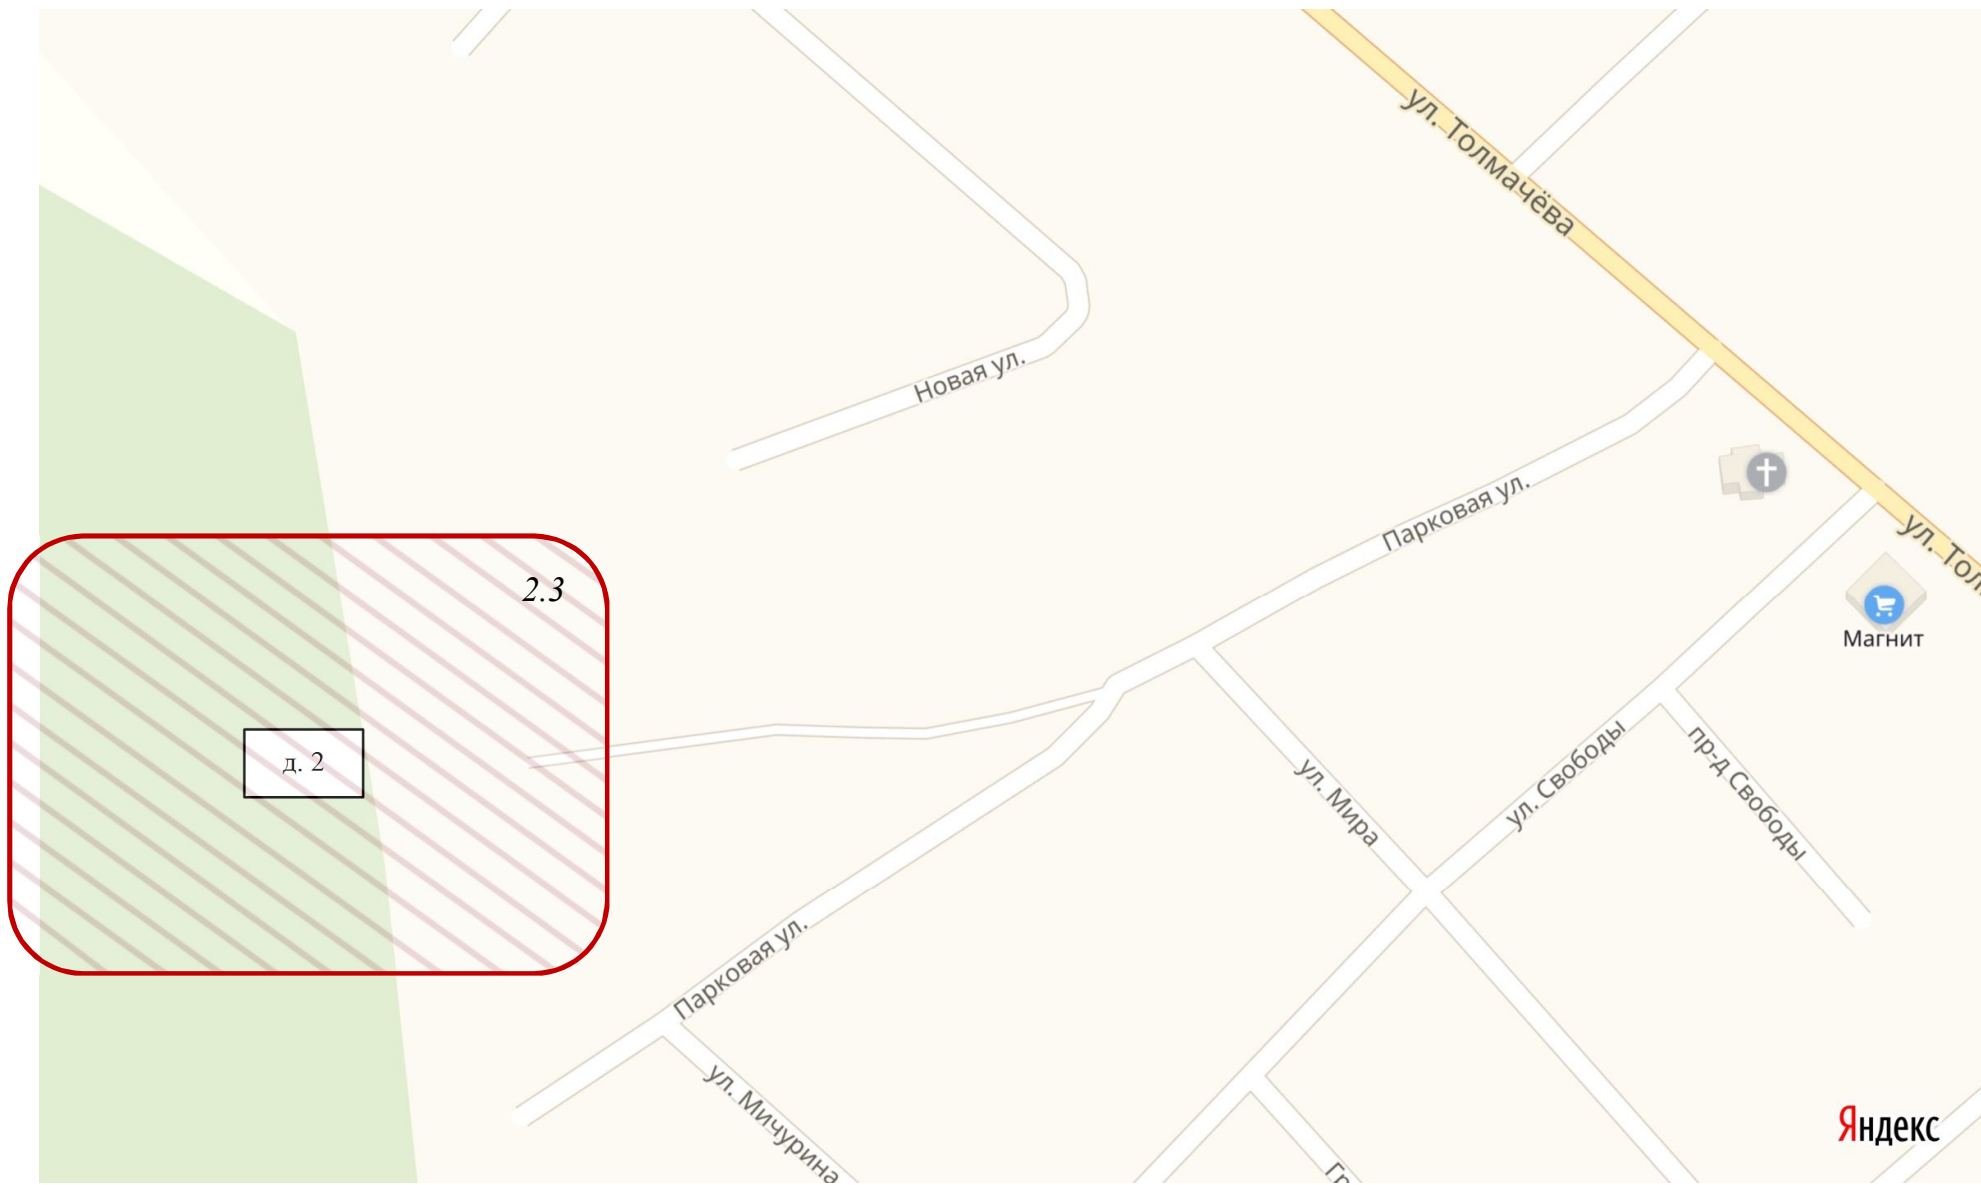 ул. Толмачёва
Новая ул.
Парковая ул.
ул. Тол
Магнит
2.3
д. 2
ул. Мира
ул. Свободы
пр-д Свободы
Парковая ул.
ул. Мичурина
Гр
Яндекс